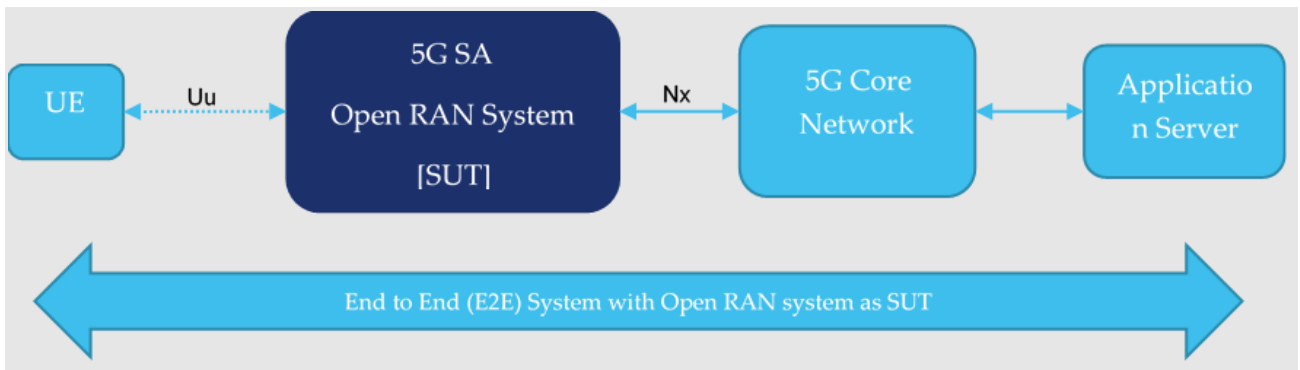 UE
Uu
5G SA
Open RAN System
[SUT]
Nx
5G Core
Network
Applicatio
n Server
End to End (E2E) System with Open RAN system as SUT